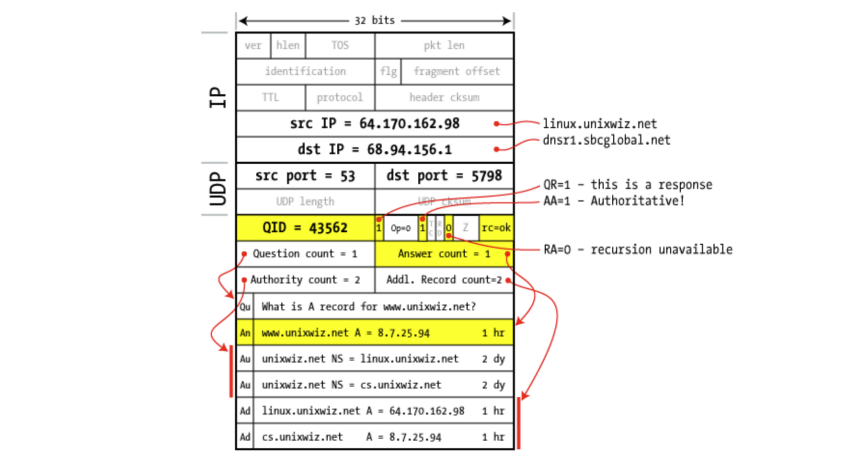 32 bits
ver hlen TOS pkt len
identification flg fragment offset
TTL protocol header cksum
IP
src IP = 64.170.162.98
linux.unixwiz.net
dst IP = 68.94.156.1
dnsr1.sbcglobal.net
UDP
src port = 53 dst port = 5798
UDP length UDP cksum
QR=1 - this is a response
AA=1 - Authoritative!
QID = 43562 1 Op=0 1 TC RD 0 Z rc=ok
RA=0 - recursion unavailable
Question count = 1 Answer count = 1
Authority count = 2 Addl. Record count=2
Qu What is A record for www.unixwiz.net?
An www.unixwiz.net A = 8.7.25.94 1 hr
Au unixwiz.net NS = linux.unixwiz.net 2 dy
Au unixwiz.net NS = cs.unixwiz.net 2 dy
Ad linux.unixwiz.net A = 64.170.162.98 1 hr
Ad cs.unixwiz.net A = 8.7.25.94 1 hr